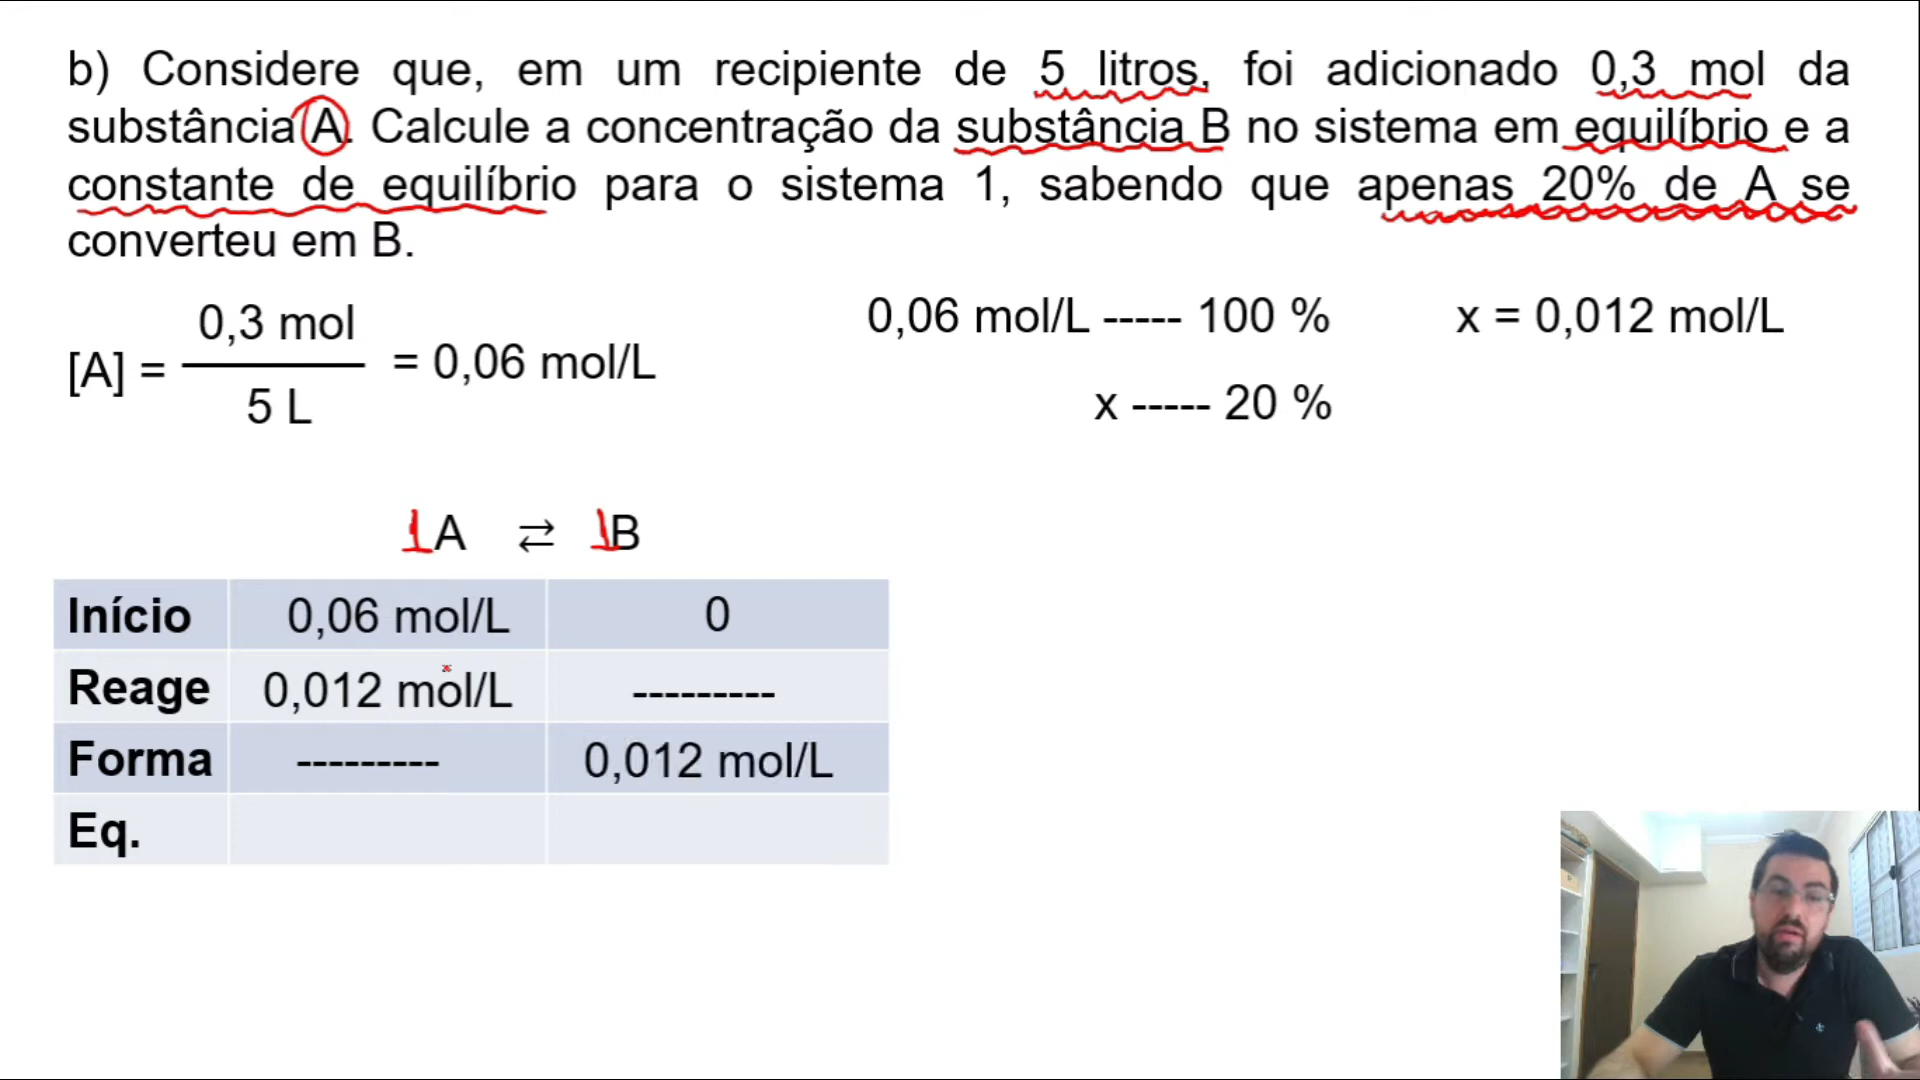 b) Considere que, em um recipiente de 5 litros, foi adicionado 0,3 mol da
substância A. Calcule a concentração da substância B no sistema em equilíbrio e a
constante de equilíbrio para o sistema 1, sabendo que apenas 20% de A se
converteu em B.
[A] = 0,3 mol / 5 L = 0,06 mol/L
0,06 mol/L ----- 100 %
x ----- 20 %
x = 0,012 mol/L
1A ⇄ 1B
Início 0,06 mol/L 0
Reage 0,012 mol/L ---------
Forma --------- 0,012 mol/L
Eq.